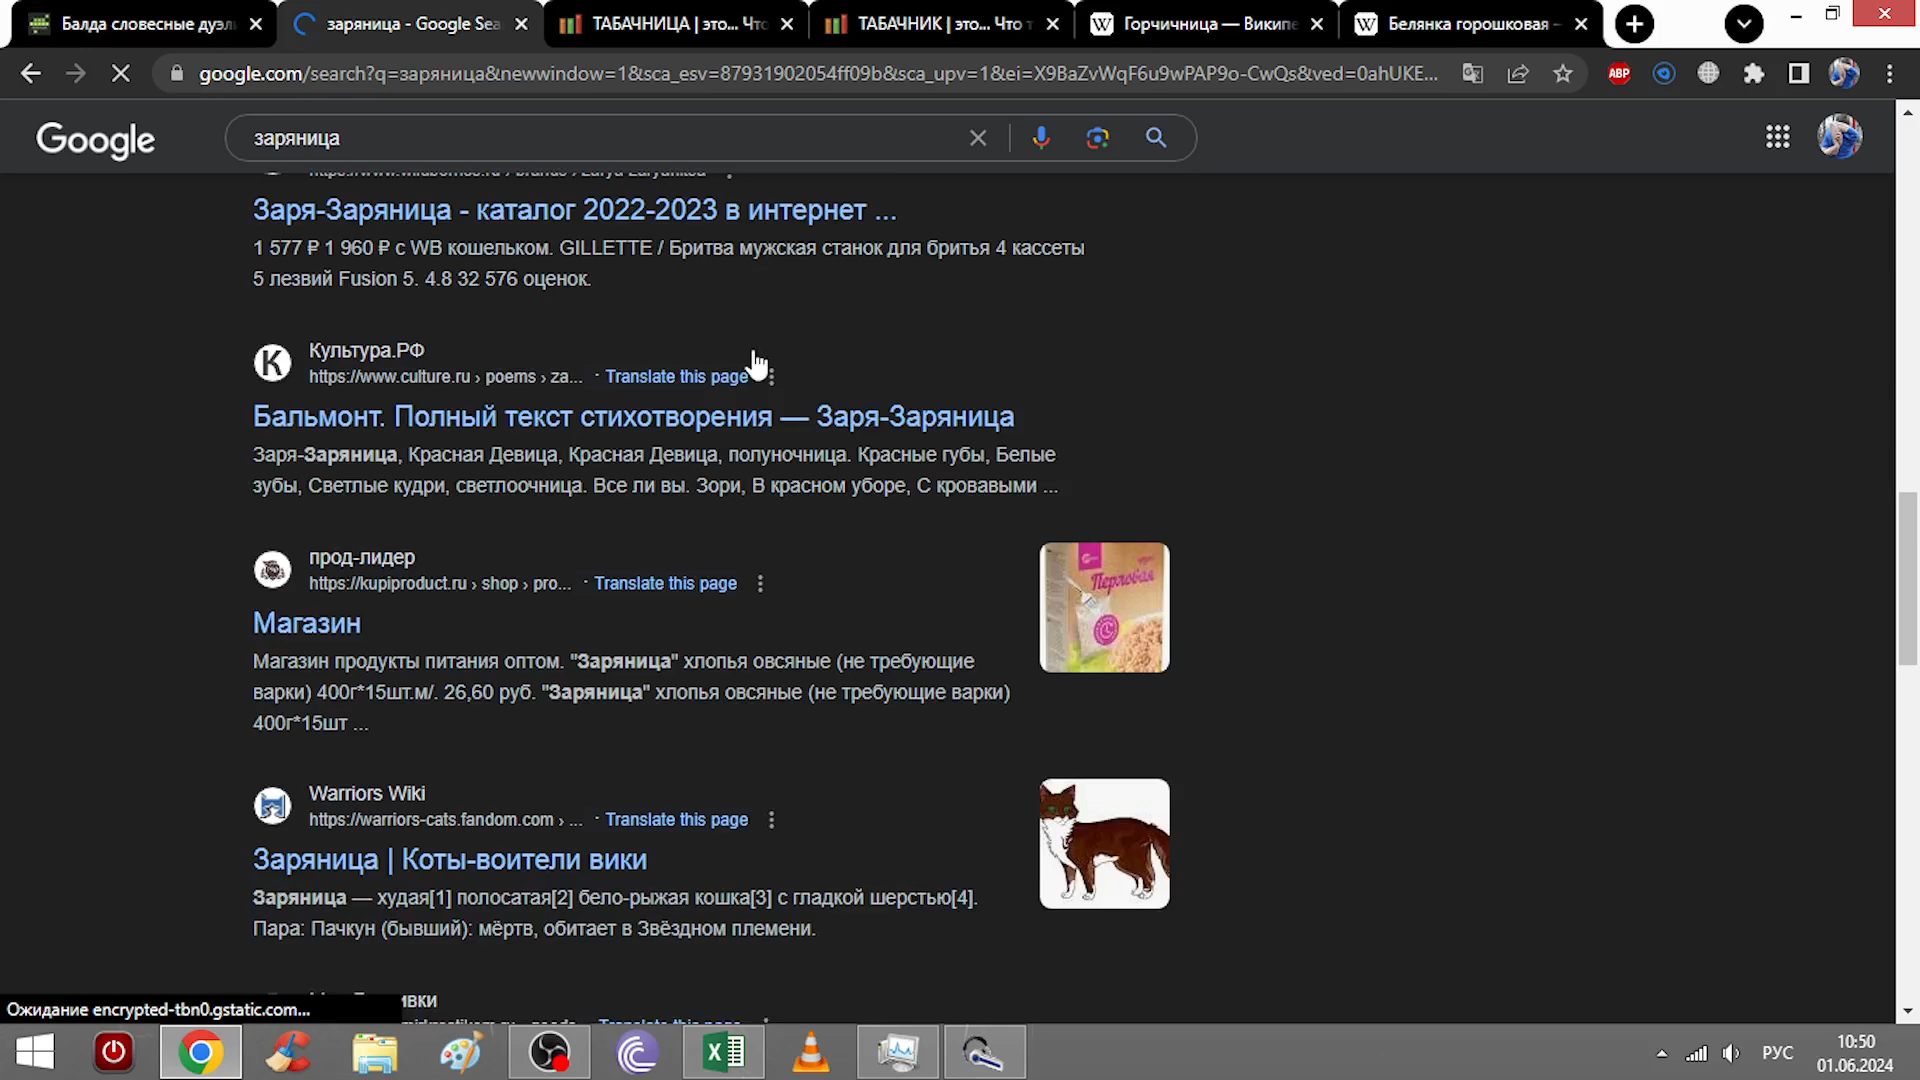 Балда словесные дуэл
заряница - Google Sea
ТАБАЧНИЦА | это... Что
ТАБАЧНИК | это... Что т
Горчичница — Википе
Белянка горошковая –
google.com/search?q=заряница&newwindow=1&sca_esv=87931902054ff09b&sca_upv=1&ei=X9BaZvWqF6u9wPAP9o-CwQs&ved=0ahUKE...
ABP
Google
заряница
Заря-Заряница - каталог 2022-2023 в интернет ...
1 577 ₽ 1 960 ₽ с WB кошельком. GILLETTE / Бритва мужская станок для бритья 4 кассеты
5 лезвий Fusion 5. 4.8 32 576 оценок.
К
Культура.РФ
https://www.culture.ru › poems › za... · Translate this page
Бальмонт. Полный текст стихотворения — Заря-Заряница
Заря-Заряница, Красная Девица, Красная Девица, полуночница. Красные губы, Белые
зубы, Светлые кудри, светлоочница. Все ли вы. Зори, В красном уборе, С кровавыми ...
прод-лидер
https://kupiproduct.ru › shop › pro... · Translate this page
Магазин
Магазин продукты питания оптом. "Заряница" хлопья овсяные (не требующие
варки) 400г*15шт.м/. 26,60 руб. "Заряница" хлопья овсяные (не требующие варки)
400г*15шт ...
Перловая
Warriors Wiki
https://warriors-cats.fandom.com › ... · Translate this page
Заряница | Коты-воители вики
Заряница — худая[1] полосатая[2] бело-рыжая кошка[3] с гладкой шерстью[4].
Пара: Пачкун (бывший): мёртв, обитает в Звёздном племени.
Ожидание encrypted-tbn0.gstatic.com...
РУС
10:50
01.06.2024